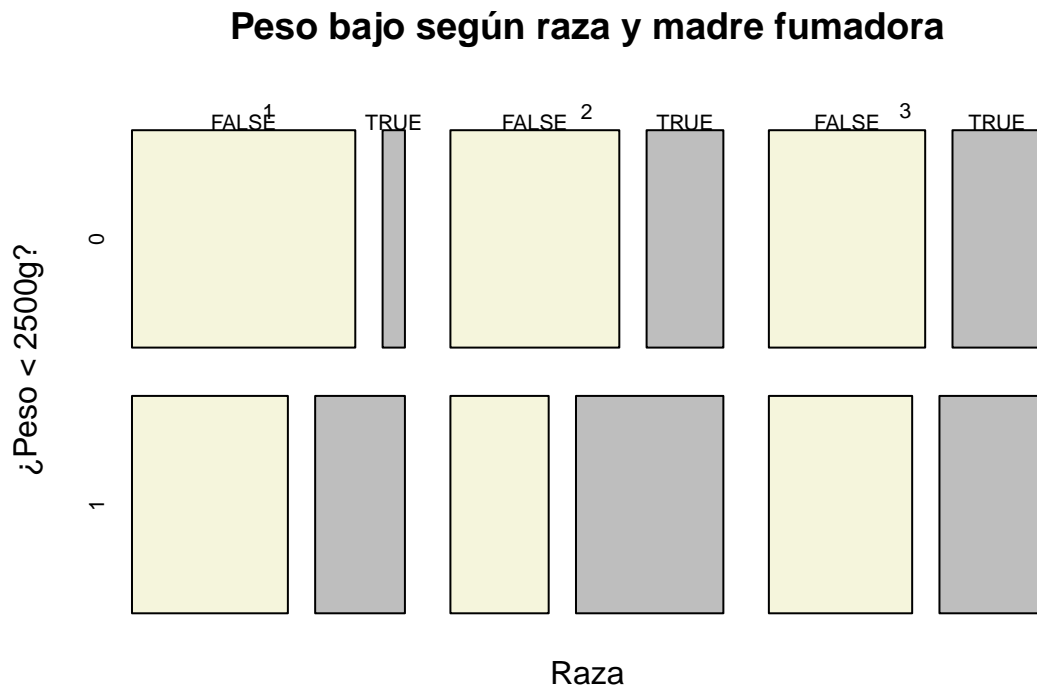 Peso bajo según raza y madre fumadora
1 2 3
FALSE TRUE FALSE TRUE FALSE TRUE
0
¿Peso < 2500g?
1
Raza